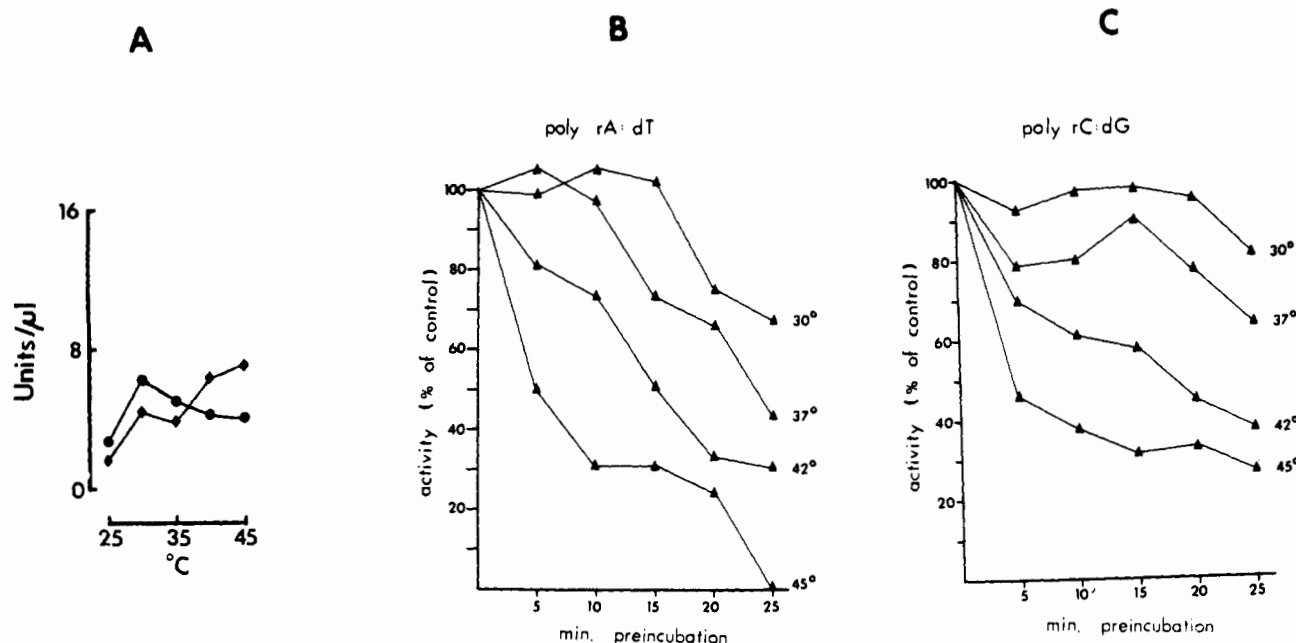 A
B
C
Units/µl
16
8
0
25 35 45
°C
poly rA: dT
activity ( % of control)
100
80
60
40
20
30°
37°
42°
45°
5 10 15 20 25
min. preincubation
poly rC:dG
activity ( % of control)
100
80
60
40
20
30°
37°
42°
45°
5 10 15 20 25
min. preincubation